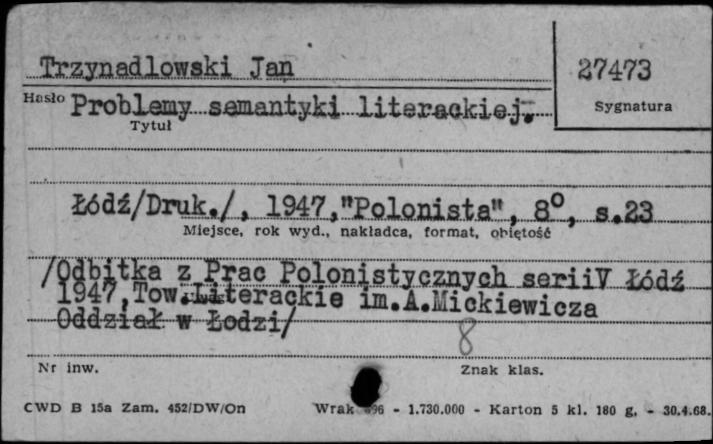 Trzynadlowski Jan
27473
Hasło Problemy semantyki literackiej.
Sygnatura
Tytuł
Łódź/Druk./, 1947,"Polonista", 8°, s.23
Miejsce, rok wyd., nakładca, format, objętość
/Odbitka z Prac Polonistycznych seriiV Łódź
1947,Tow.Literackie im.A.Mickiewicza
Oddział w Łodzi/
8
Nr inw.
Znak klas.
CWD B 15a Zam. 452/DW/On Wrak 96 - 1.730.000 - Karton 5 kl. 180 g. - 30.4.68.